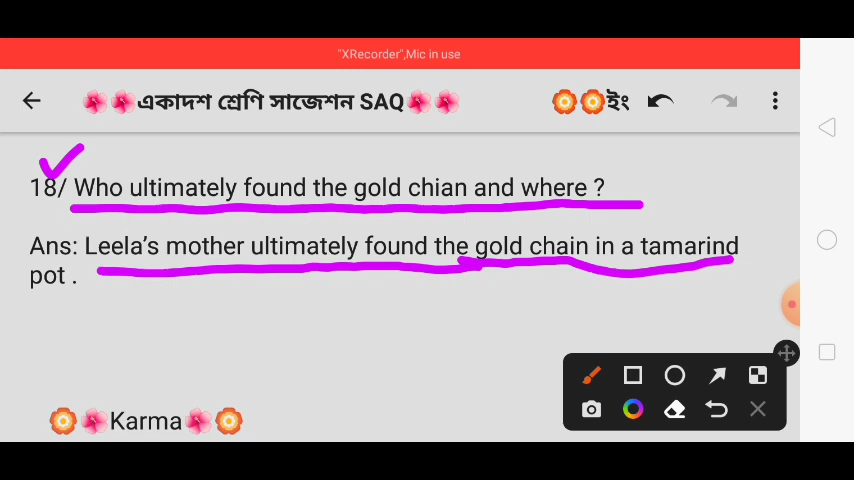 "XRecorder",Mic in use
একাদশ শ্রেণি সাজেশন SAQ ইং
18/ Who ultimately found the gold chian and where ?
Ans: Leela's mother ultimately found the gold chain in a tamarind
pot .
Karma